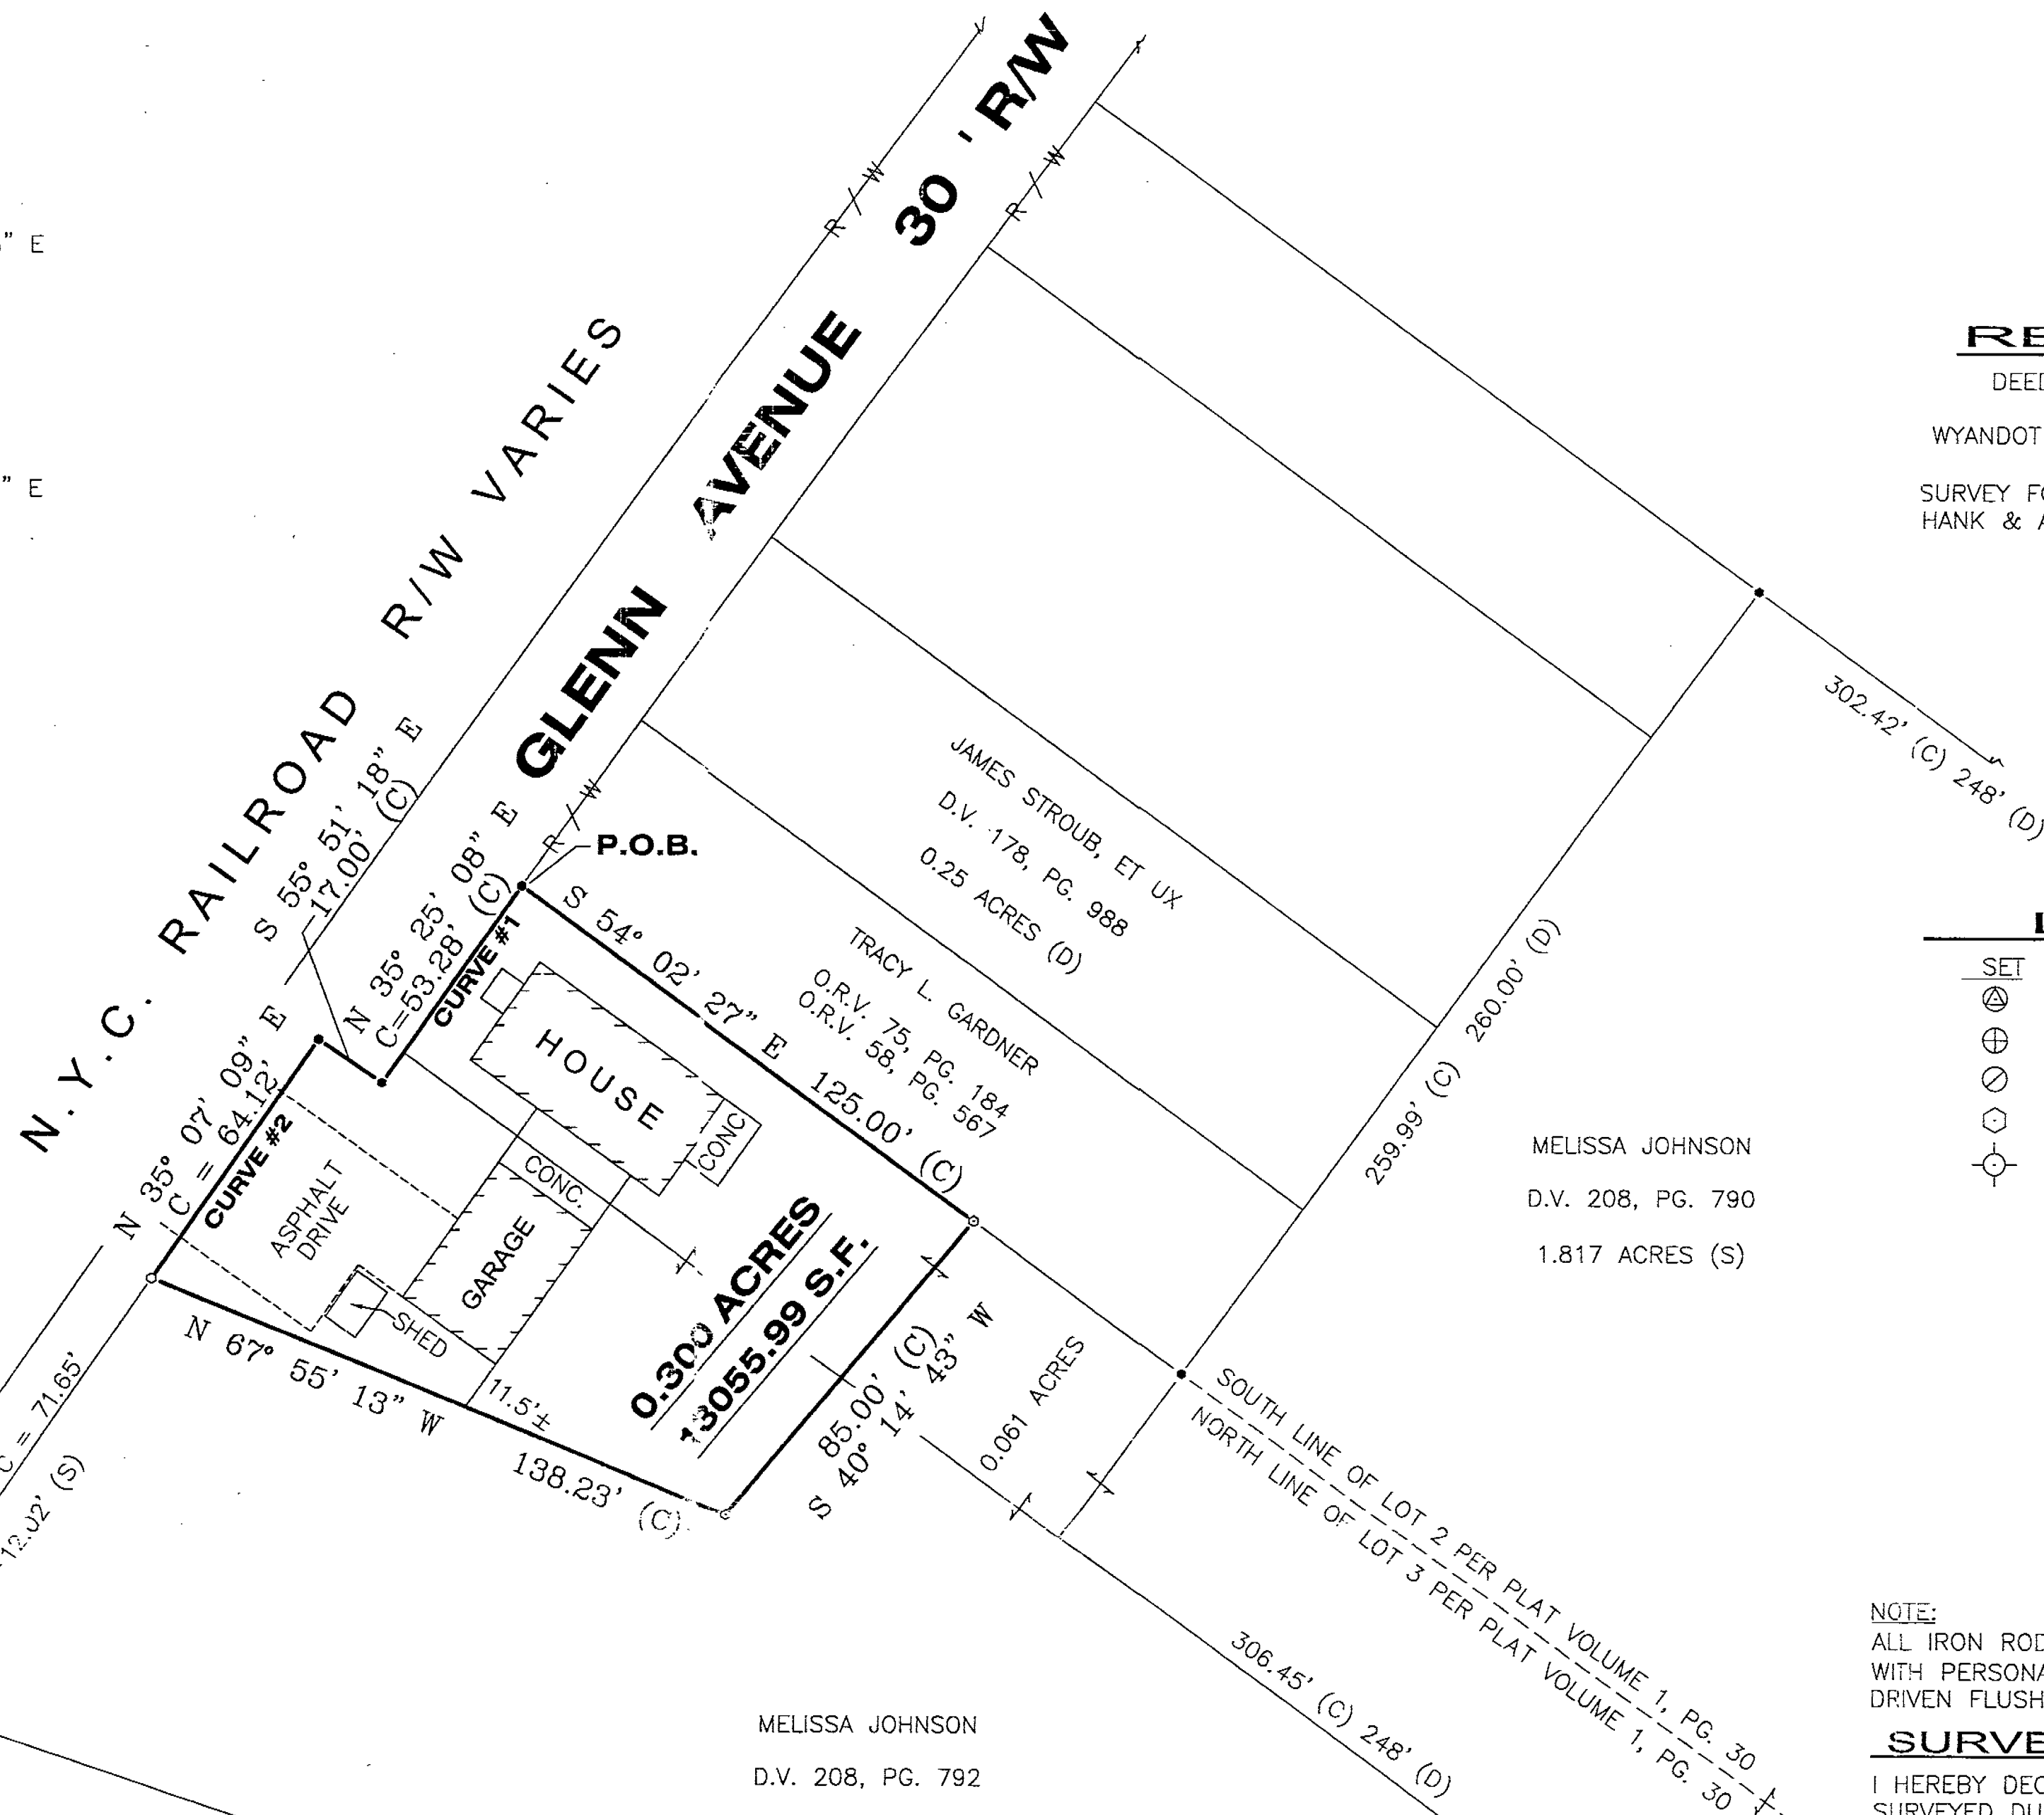 GLENN AVENUE 30 ' R/W
R / W
R / W
R / W
N.Y.C. RAILROAD R/W VARIES
" E
" E
S 55° 51' 18" E
17.00' (C)
N 35° 25' 08" E
C=53.28' (C)
CURVE #1
P.O.B.
S 54° 02' 27" E 125.00' (C)
N 35° 07' 09" E
C = 64.12'
CURVE #2
HOUSE
CONC
CONC.
ASPHALT
DRIVE
GARAGE
SHED
11.5'±
N 67° 55' 13" W 138.23' (C)
0.300 ACRES
13055.99 S.F.
85.00' (C)
S 40° 14' 43" W
0.061 ACRES
C = 71.65'
12.02' (S)
JAMES STROUB, ET UX
D.V. 178, PG. 988
0.25 ACRES (D)
TRACY L. GARDNER
O.R.V. 75, PG. 184
O.R.V. 58, PG. 567
259.99' (C) 260.00' (D)
302.42' (C) 248' (D)
MELISSA JOHNSON
D.V. 208, PG. 790
1.817 ACRES (S)
SOUTH LINE OF LOT 2 PER PLAT VOLUME 1, PG. 30
NORTH LINE OF LOT 3 PER PLAT VOLUME 1, PG. 30
306.45' (C) 248' (D)
MELISSA JOHNSON
D.V. 208, PG. 792
RE
DEED
WYANDOT
SURVEY FO
HANK & A
L
SET
NOTE:
ALL IRON ROD
WITH PERSONA
DRIVEN FLUSH
SURVE
I HEREBY DEC
SURVEYED DU